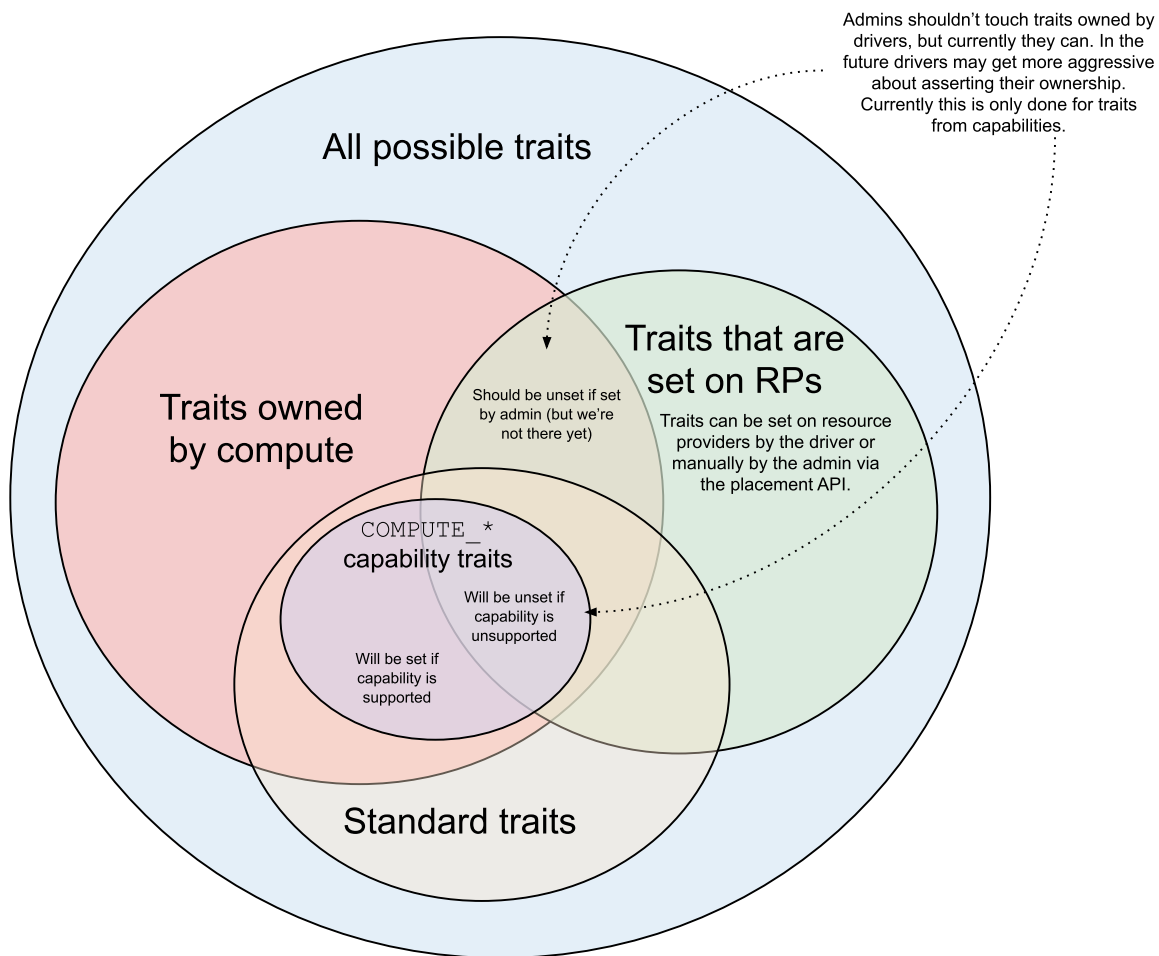 Admins shouldn’t touch traits owned by
drivers, but currently they can. In the
future drivers may get more aggressive
about asserting their ownership.
Currently this is only done for traits
from capabilities.
All possible traits
Traits that are
set on RPs
Traits can be set on resource
providers by the driver or
manually by the admin via
the placement API.
Traits owned
by compute
Should be unset if set
by admin (but we’re
not there yet)
COMPUTE_*
capability traits
Will be unset if
capability is
unsupported
Will be set if
capability is
supported
Standard traits